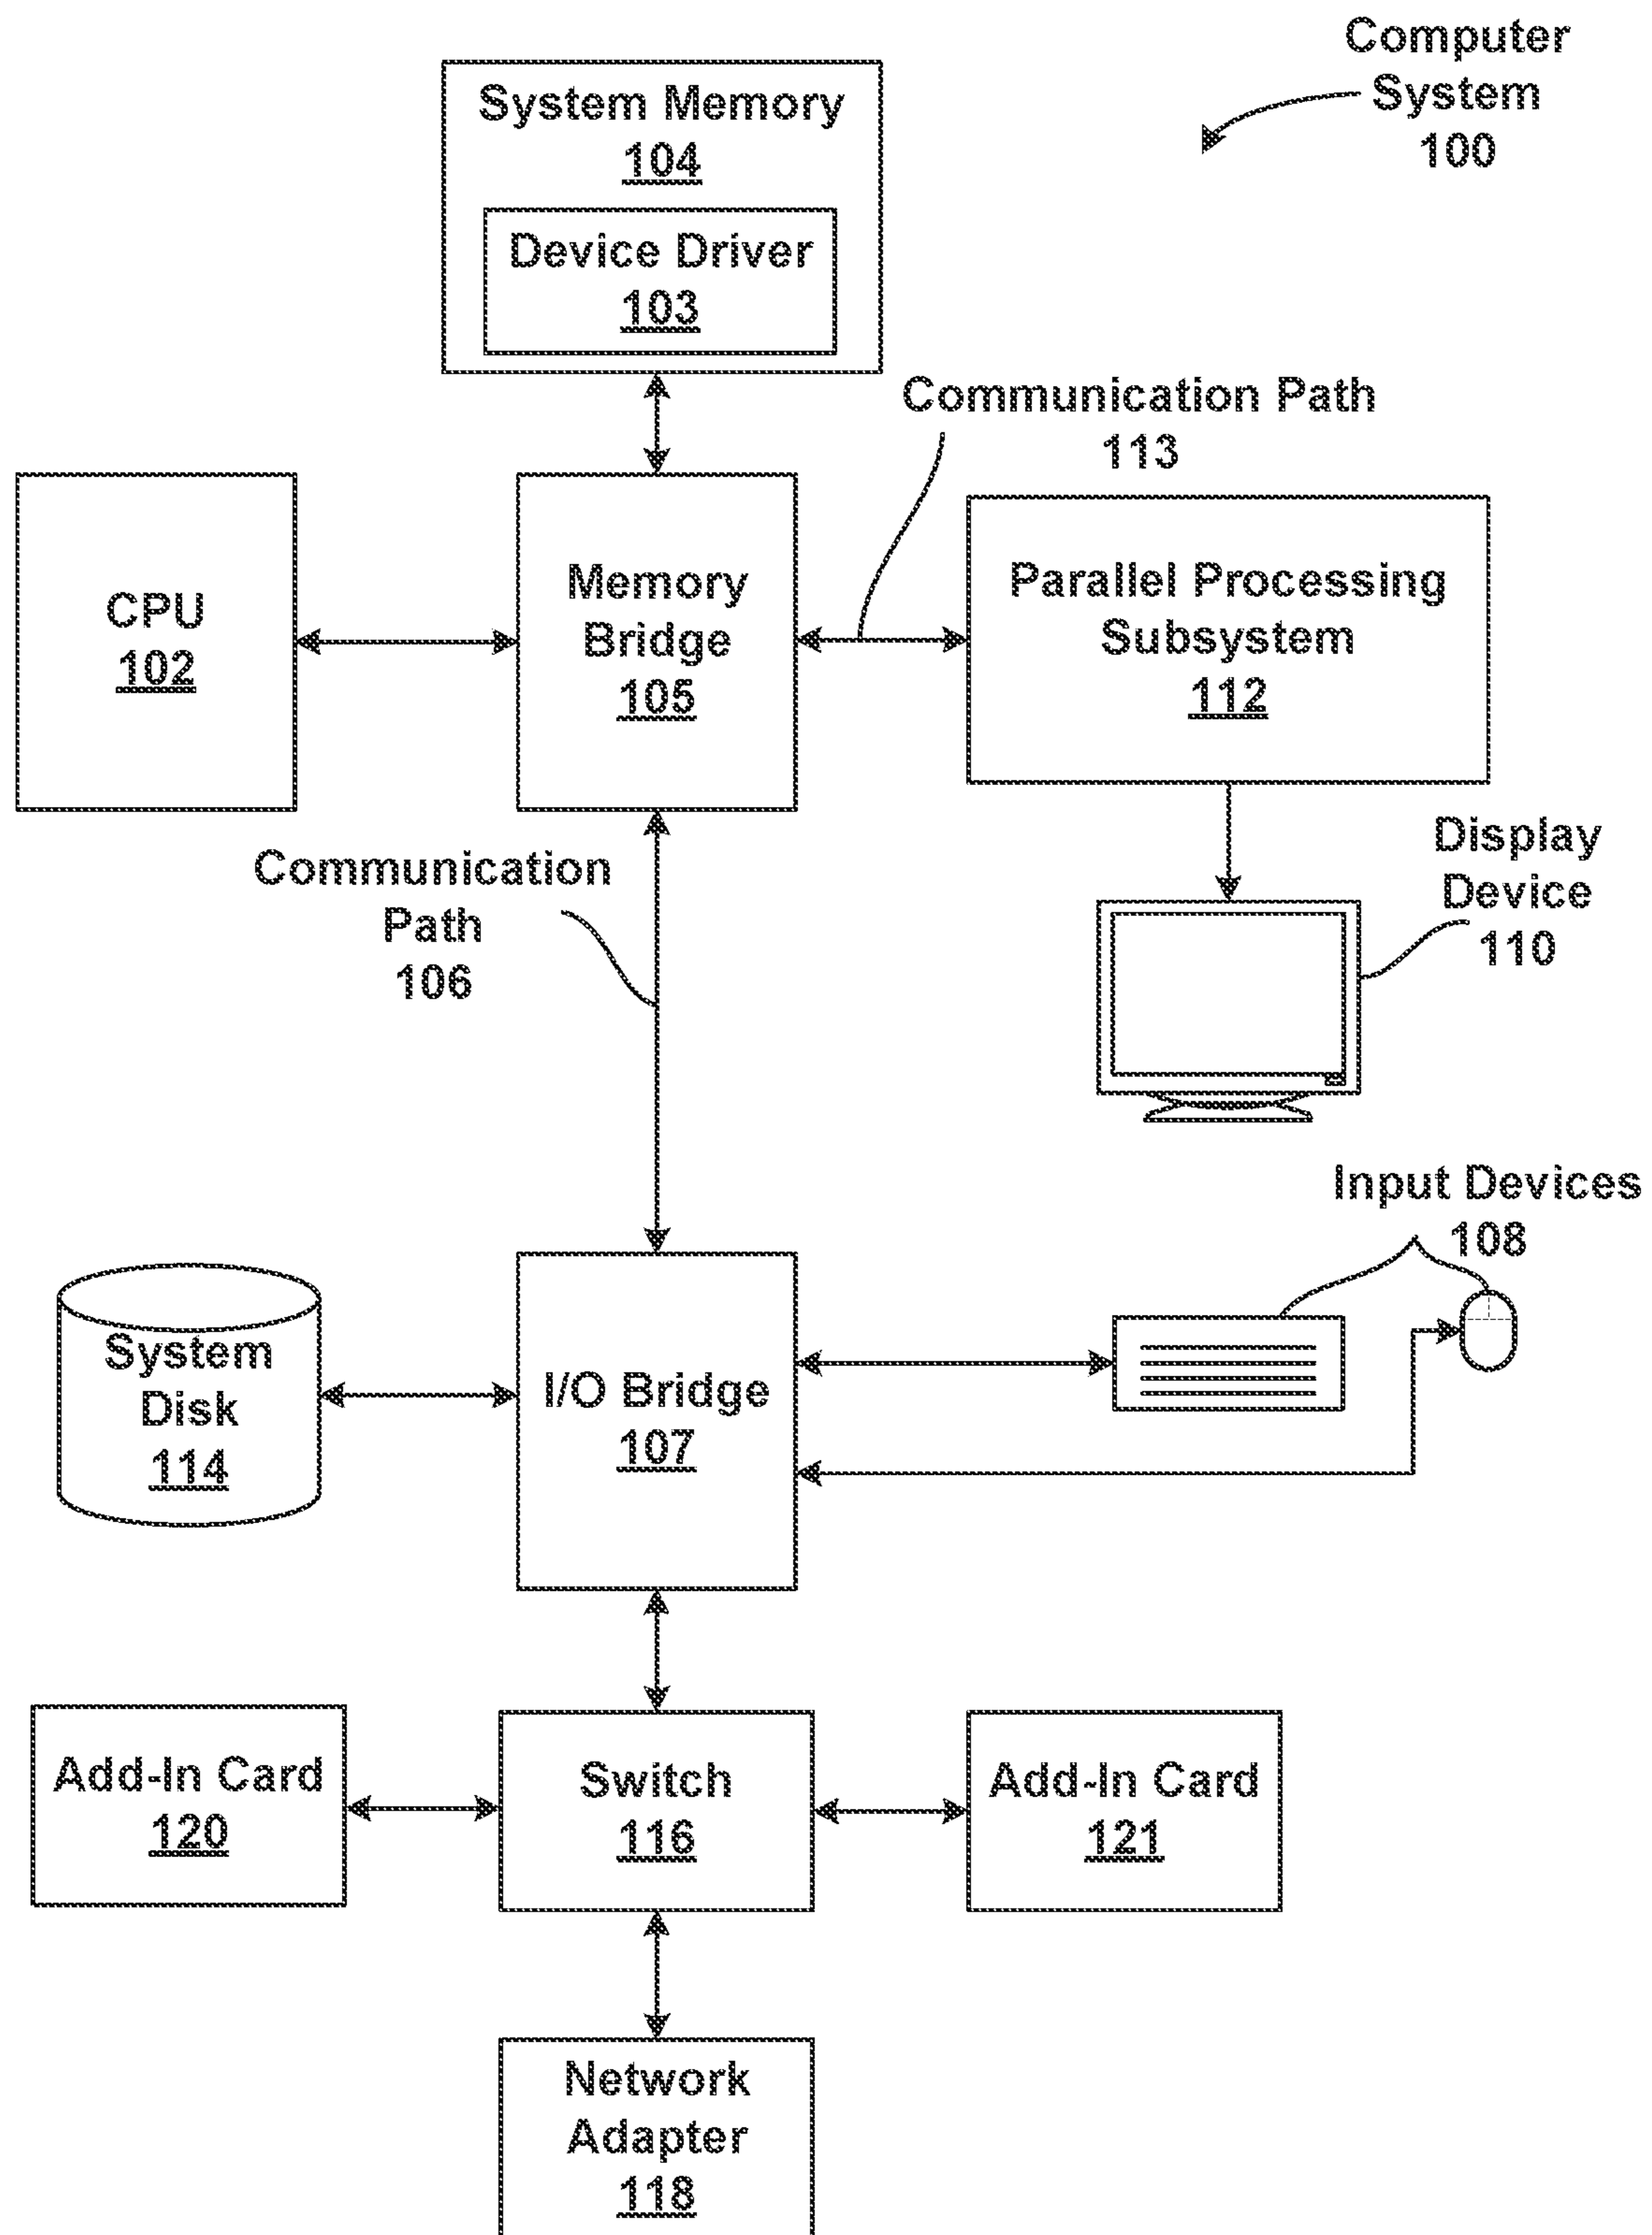 Computer
System
100
System Memory
104
Device Driver
103
Communication Path
113
CPU
102
Memory
Bridge
105
Parallel Processing
Subsystem
112
Communication
Path
106
Display
Device
110
Input Devices
108
System
Disk
114
I/O Bridge
107
Add-In Card
120
Switch
116
Add-In Card
121
Network
Adapter
118